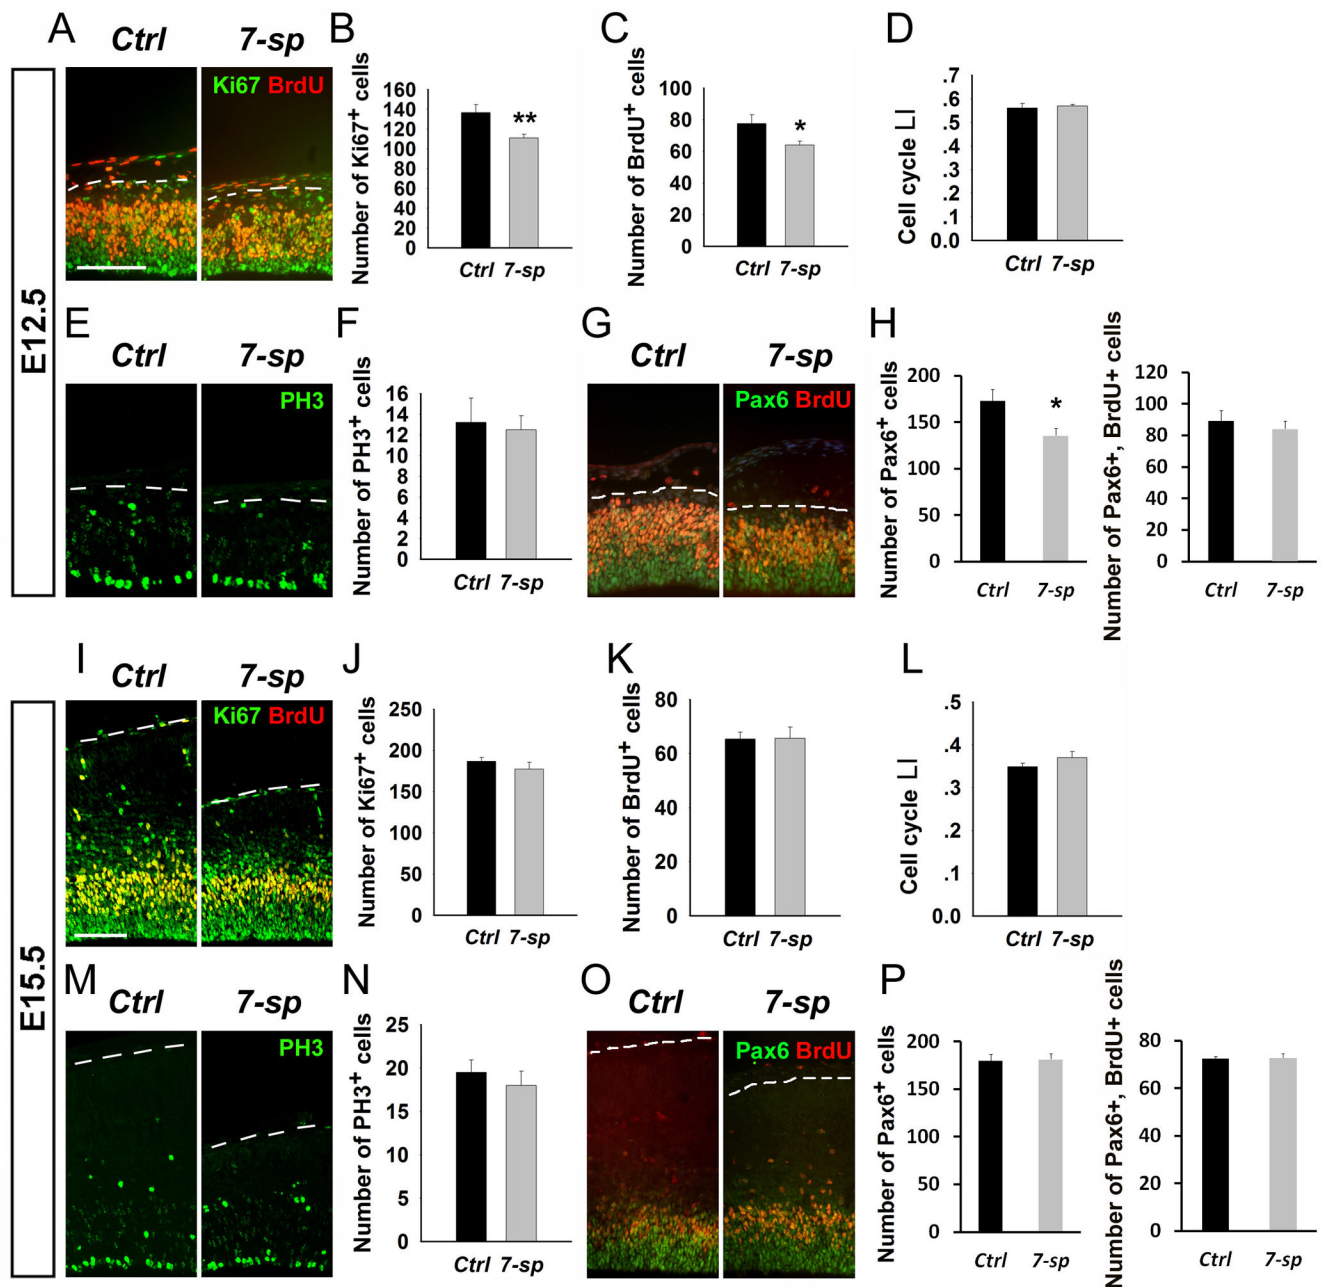 A Ctrl 7-sp
Ki67 BrdU
B
Number of Ki67+ cells
160
140
120
100
80
60
40
20
0
**
Ctrl 7-sp
C
Number of BrdU+ cells
100
80
60
40
20
0
*
Ctrl 7-sp
D
Cell cycle LI
.7
.6
.5
.4
.3
.2
.1
0.0
Ctrl 7-sp
E12.5
E Ctrl 7-sp
PH3
F
Number of PH3+ cells
16
14
12
10
8
6
4
2
0
Ctrl 7-sp
G Ctrl 7-sp
Pax6 BrdU
H
Number of Pax6+ cells
200
150
100
50
0
*
Ctrl 7-sp
Number of Pax6+, BrdU+ cells
120
100
80
60
40
20
0
Ctrl 7-sp
I Ctrl 7-sp
Ki67 BrdU
J
Number of Ki67+ cells
250
200
150
100
50
0
Ctrl 7-sp
K
Number of BrdU+ cells
80
60
40
20
0
Ctrl 7-sp
L
Cell cycle LI
.5
.4
.3
.2
.1
0.0
Ctrl 7-sp
E15.5
M Ctrl 7-sp
PH3
N
Number of PH3+ cells
25
20
15
10
5
0
Ctrl 7-sp
O Ctrl 7-sp
Pax6 BrdU
P
Number of Pax6+ cells
200
150
100
50
0
Ctrl 7-sp
Number of Pax6+, BrdU+ cells
80
60
40
20
0
Ctrl 7-sp